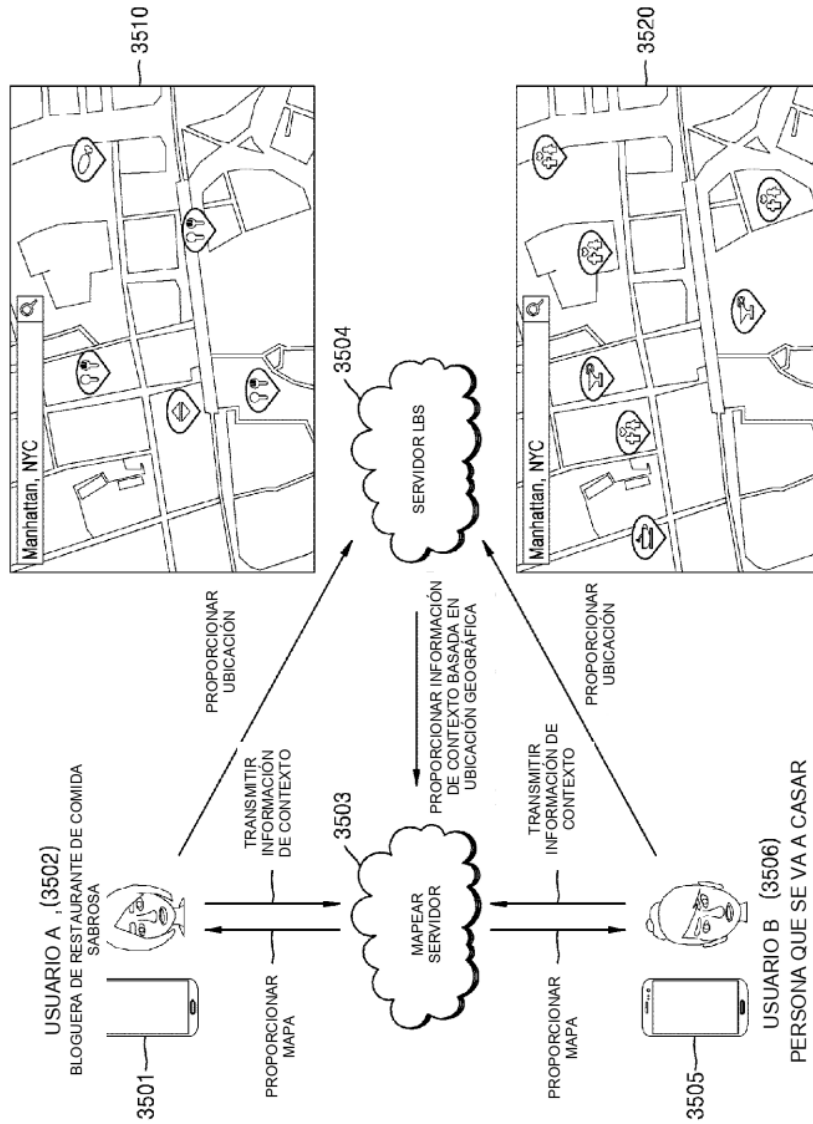 USUARIO A , (3502)
BLOGUERA DE RESTAURANTE DE COMIDA
SABROSA
3501
PROPORCIONAR
MAPA
TRANSMITIR
INFORMACIÓN
DE CONTEXTO
PROPORCIONAR
UBICACIÓN
Manhattan, NYC
3510
3503
MAPEAR
SERVIDOR
PROPORCIONAR INFORMACIÓN
DE CONTEXTO BASADA EN
UBICACIÓN GEOGRÁFICA
3504
SERVIDOR LBS
PROPORCIONAR
MAPA
TRANSMITIR
INFORMACIÓN DE
CONTEXTO
PROPORCIONAR
UBICACIÓN
3505
USUARIO B (3506)
PERSONA QUE SE VA A CASAR
Manhattan, NYC
3520